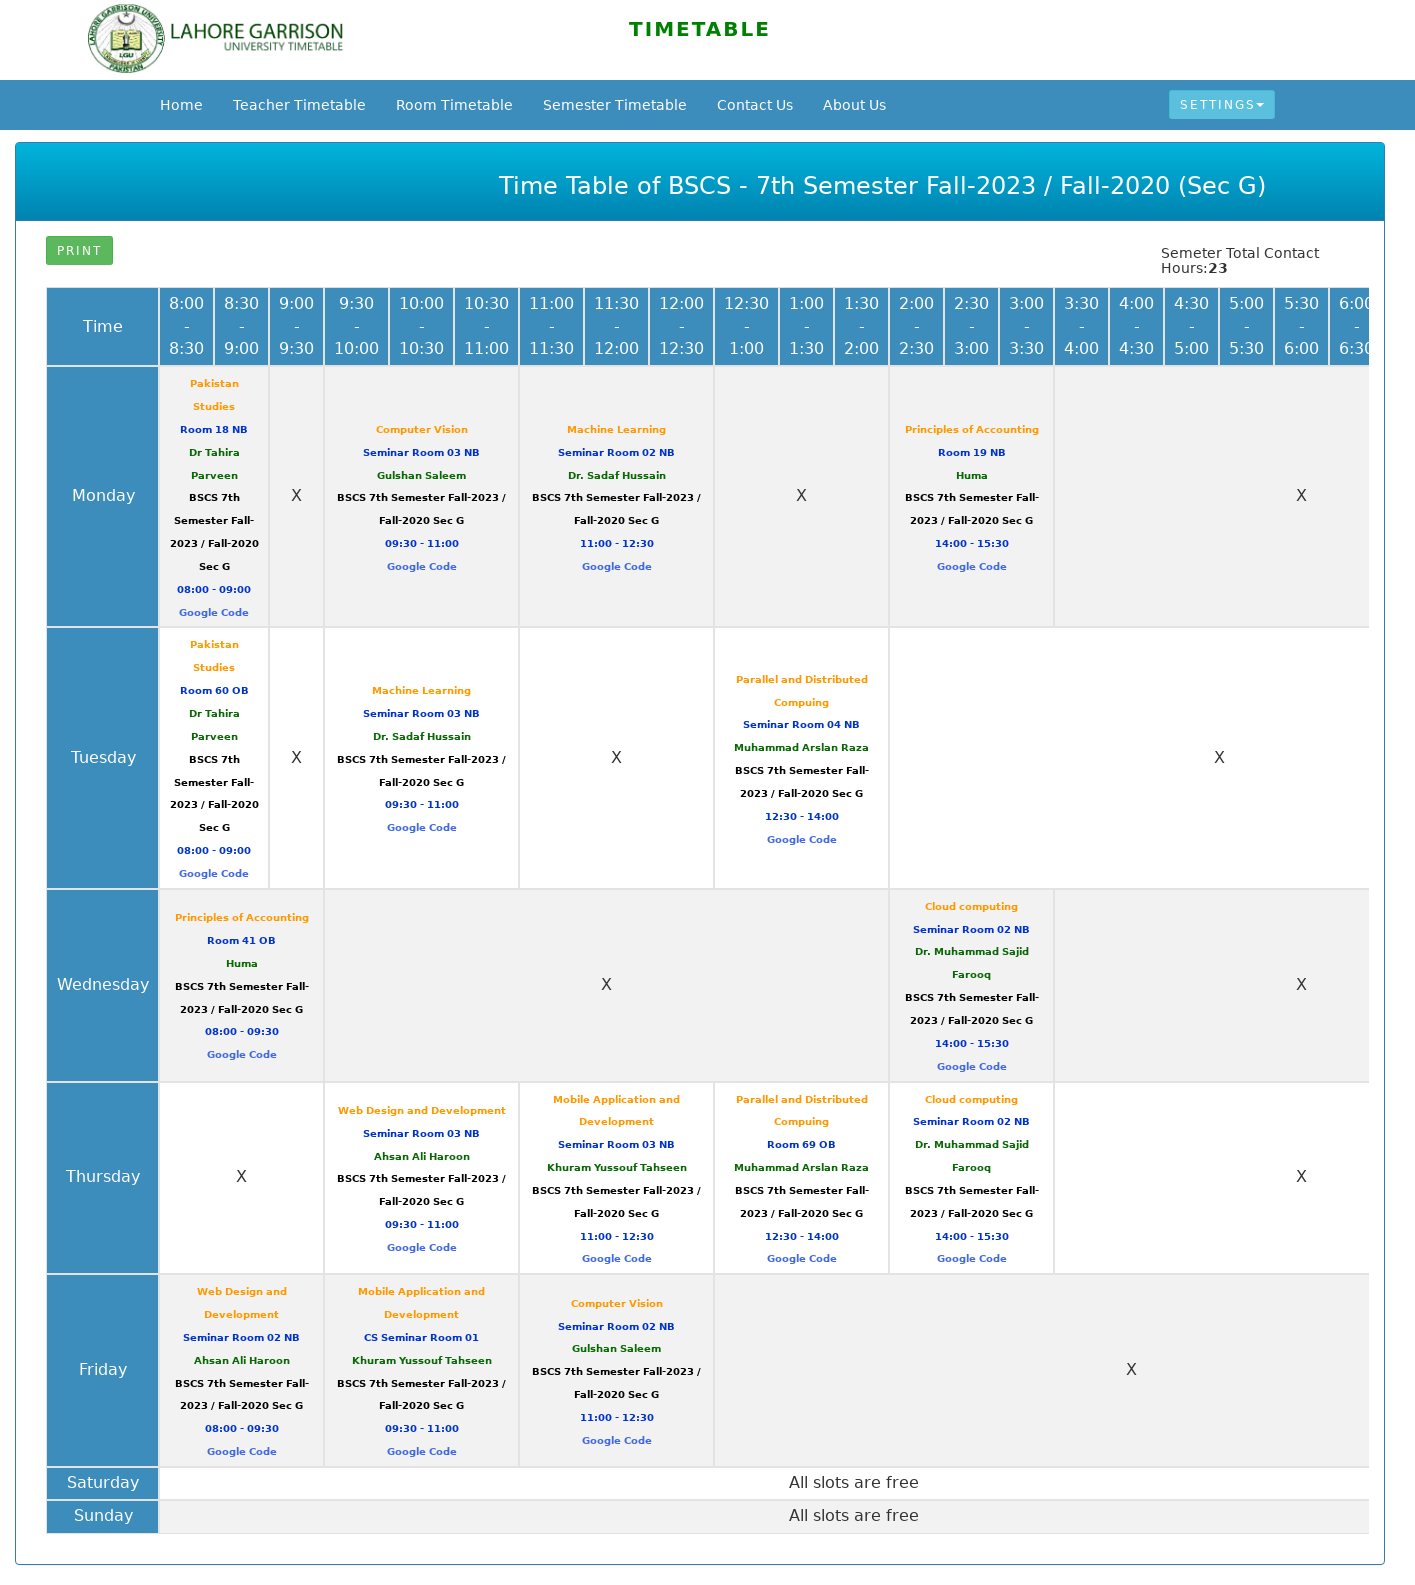 LAHORE GARRISON UNIVERSITY
LGU
PAKISTAN
LAHORE GARRISON
UNIVERSITY TIMETABLE
TIMETABLE
Home Teacher Timetable Room Timetable Semester Timetable Contact Us About Us SETTINGS
Time Table of BSCS - 7th Semester Fall-2023 / Fall-2020 (Sec G)
PRINT
Semeter Total Contact
Hours:23
Time
8:00 - 8:30
8:30 - 9:00
9:00 - 9:30
9:30 - 10:00
10:00 - 10:30
10:30 - 11:00
11:00 - 11:30
11:30 - 12:00
12:00 - 12:30
12:30 - 1:00
1:00 - 1:30
1:30 - 2:00
2:00 - 2:30
2:30 - 3:00
3:00 - 3:30
3:30 - 4:00
4:00 - 4:30
4:30 - 5:00
5:00 - 5:30
5:30 - 6:00
6:00 - 6:30
Monday
Pakistan
Studies
Room 18 NB
Dr Tahira
Parveen
BSCS 7th
Semester Fall-
2023 / Fall-2020
Sec G
08:00 - 09:00
Google Code
X
Computer Vision
Seminar Room 03 NB
Gulshan Saleem
BSCS 7th Semester Fall-2023 /
Fall-2020 Sec G
09:30 - 11:00
Google Code
Machine Learning
Seminar Room 02 NB
Dr. Sadaf Hussain
BSCS 7th Semester Fall-2023 /
Fall-2020 Sec G
11:00 - 12:30
Google Code
X
Principles of Accounting
Room 19 NB
Huma
BSCS 7th Semester Fall-
2023 / Fall-2020 Sec G
14:00 - 15:30
Google Code
X
Tuesday
Pakistan
Studies
Room 60 OB
Dr Tahira
Parveen
BSCS 7th
Semester Fall-
2023 / Fall-2020
Sec G
08:00 - 09:00
Google Code
X
Machine Learning
Seminar Room 03 NB
Dr. Sadaf Hussain
BSCS 7th Semester Fall-2023 /
Fall-2020 Sec G
09:30 - 11:00
Google Code
X
Parallel and Distributed
Compuing
Seminar Room 04 NB
Muhammad Arslan Raza
BSCS 7th Semester Fall-
2023 / Fall-2020 Sec G
12:30 - 14:00
Google Code
X
Wednesday
Principles of Accounting
Room 41 OB
Huma
BSCS 7th Semester Fall-
2023 / Fall-2020 Sec G
08:00 - 09:30
Google Code
X
Cloud computing
Seminar Room 02 NB
Dr. Muhammad Sajid
Farooq
BSCS 7th Semester Fall-
2023 / Fall-2020 Sec G
14:00 - 15:30
Google Code
X
Thursday
X
Web Design and Development
Seminar Room 03 NB
Ahsan Ali Haroon
BSCS 7th Semester Fall-2023 /
Fall-2020 Sec G
09:30 - 11:00
Google Code
Mobile Application and
Development
Seminar Room 03 NB
Khuram Yussouf Tahseen
BSCS 7th Semester Fall-2023 /
Fall-2020 Sec G
11:00 - 12:30
Google Code
Parallel and Distributed
Compuing
Room 69 OB
Muhammad Arslan Raza
BSCS 7th Semester Fall-
2023 / Fall-2020 Sec G
12:30 - 14:00
Google Code
Cloud computing
Seminar Room 02 NB
Dr. Muhammad Sajid
Farooq
BSCS 7th Semester Fall-
2023 / Fall-2020 Sec G
14:00 - 15:30
Google Code
X
Friday
Web Design and
Development
Seminar Room 02 NB
Ahsan Ali Haroon
BSCS 7th Semester Fall-
2023 / Fall-2020 Sec G
08:00 - 09:30
Google Code
Mobile Application and
Development
CS Seminar Room 01
Khuram Yussouf Tahseen
BSCS 7th Semester Fall-2023 /
Fall-2020 Sec G
09:30 - 11:00
Google Code
Computer Vision
Seminar Room 02 NB
Gulshan Saleem
BSCS 7th Semester Fall-2023 /
Fall-2020 Sec G
11:00 - 12:30
Google Code
X
Saturday
All slots are free
Sunday
All slots are free